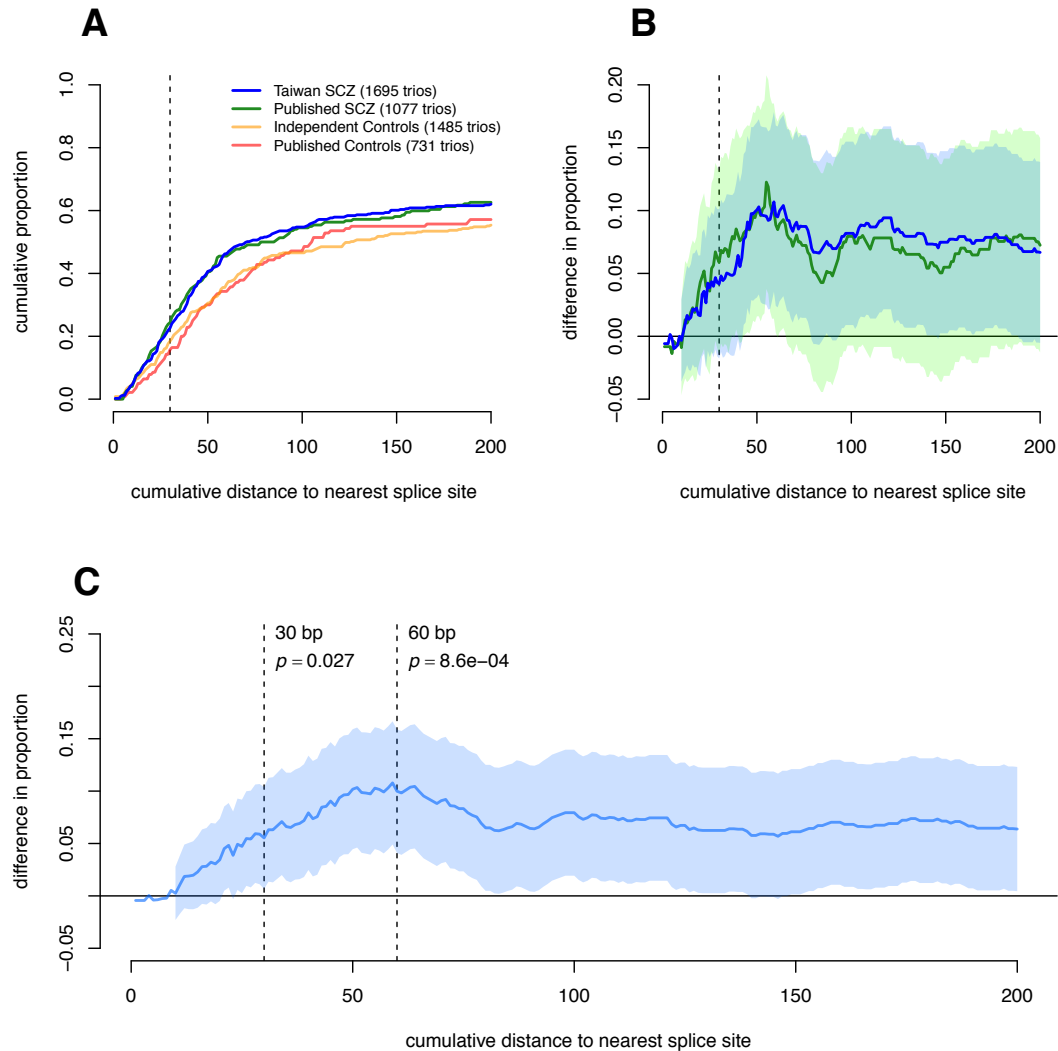 A
cumulative proportion
1.0
0.8
0.6
0.4
0.2
0.0
Taiwan SCZ (1695 trios)
Published SCZ (1077 trios)
Independent Controls (1485 trios)
Published Controls (731 trios)
0 50 100 150 200
cumulative distance to nearest splice site
B
difference in proportion
0.20
0.15
0.10
0.05
0.00
−0.05
0 50 100 150 200
cumulative distance to nearest splice site
C
difference in proportion
0.25
0.15
0.05
−0.05
30 bp
p = 0.027
60 bp
p = 8.6e−04
0 50 100 150 200
cumulative distance to nearest splice site